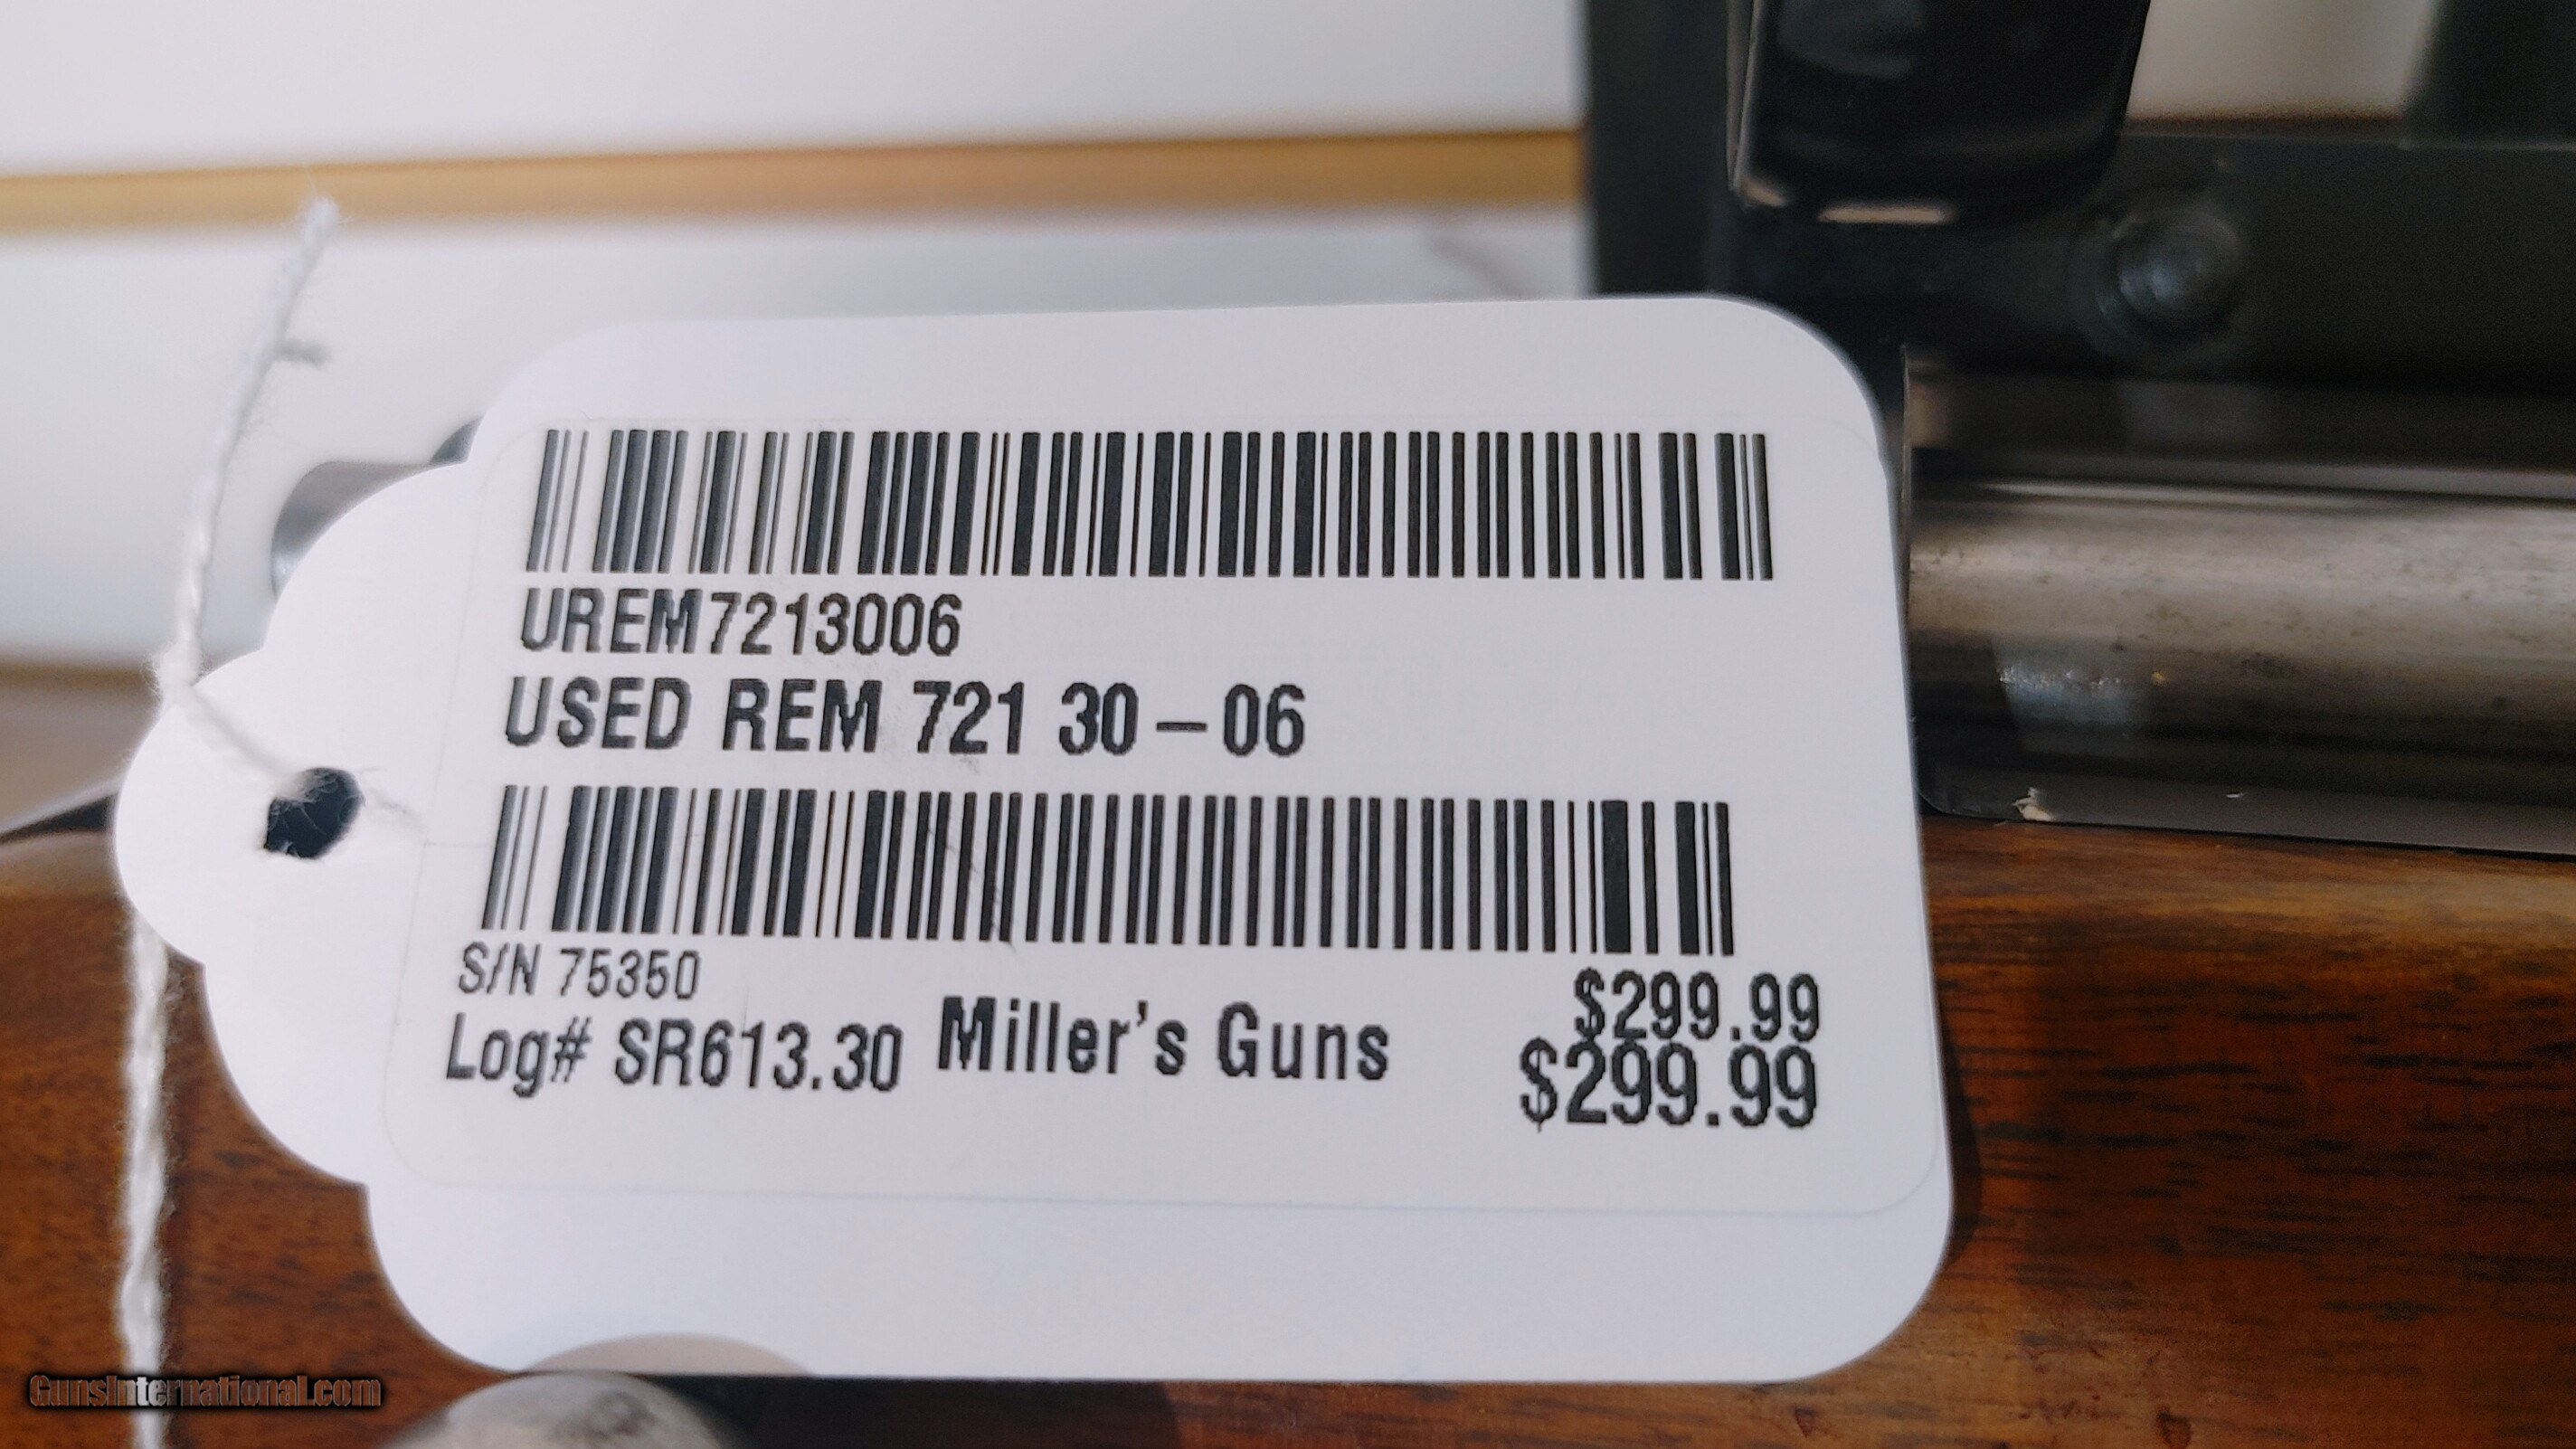 UREM7213006
USED REM 721 30-06
S/N 75350
Log# SR613.30 Miller's Guns
$299.99
$299.99
GunsInternational.com